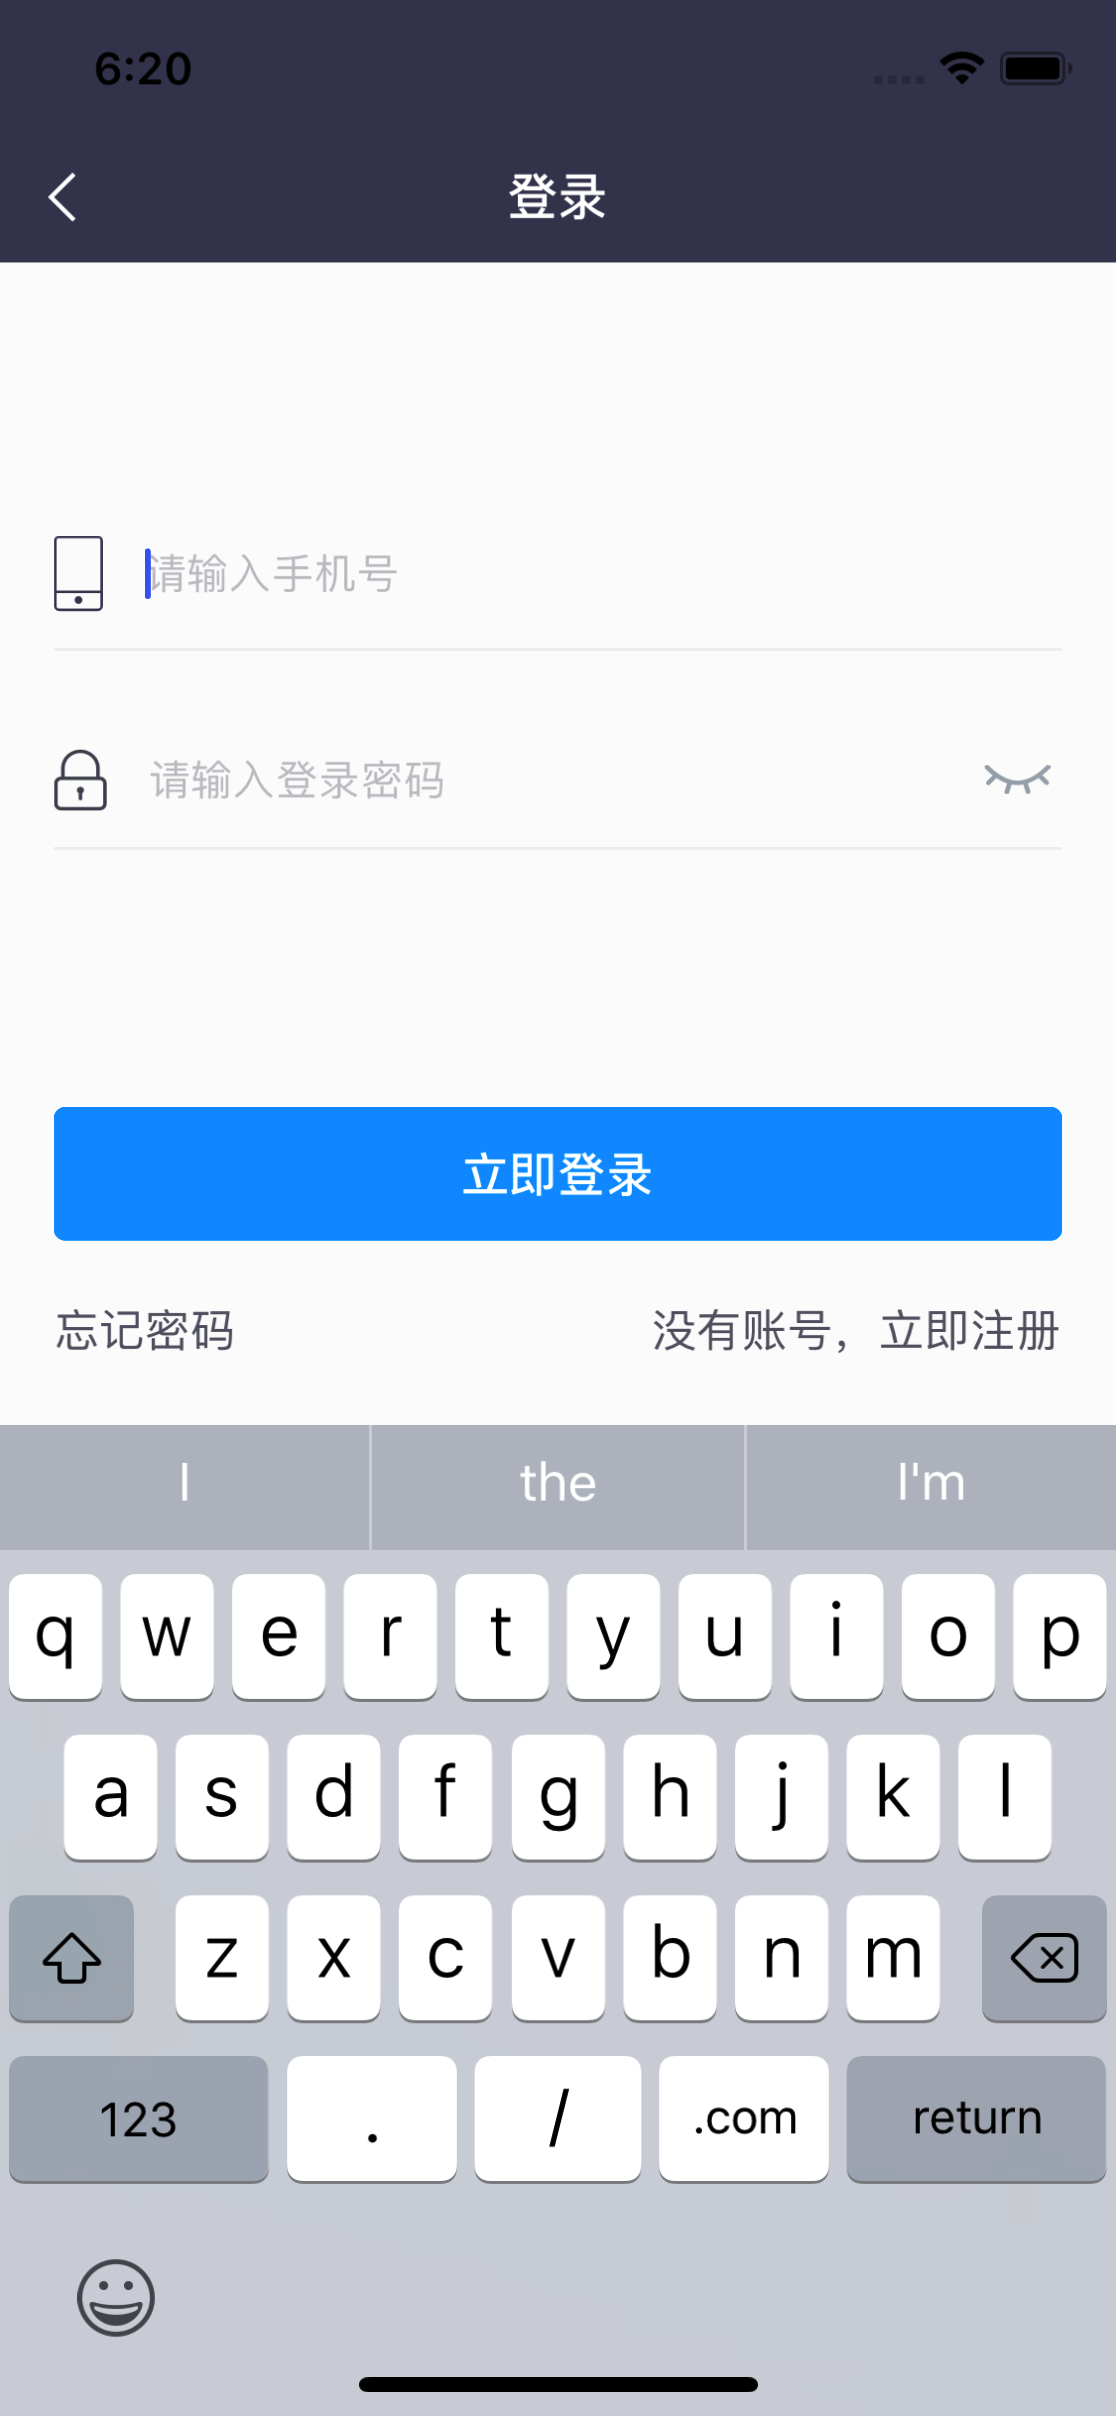 6:20
登录
请输入手机号
请输入登录密码
立即登录
忘记密码 没有账号，立即注册
I the I'm
q w e r t y u i o p
a s d f g h j k l
z x c v b n m
123 . / .com return